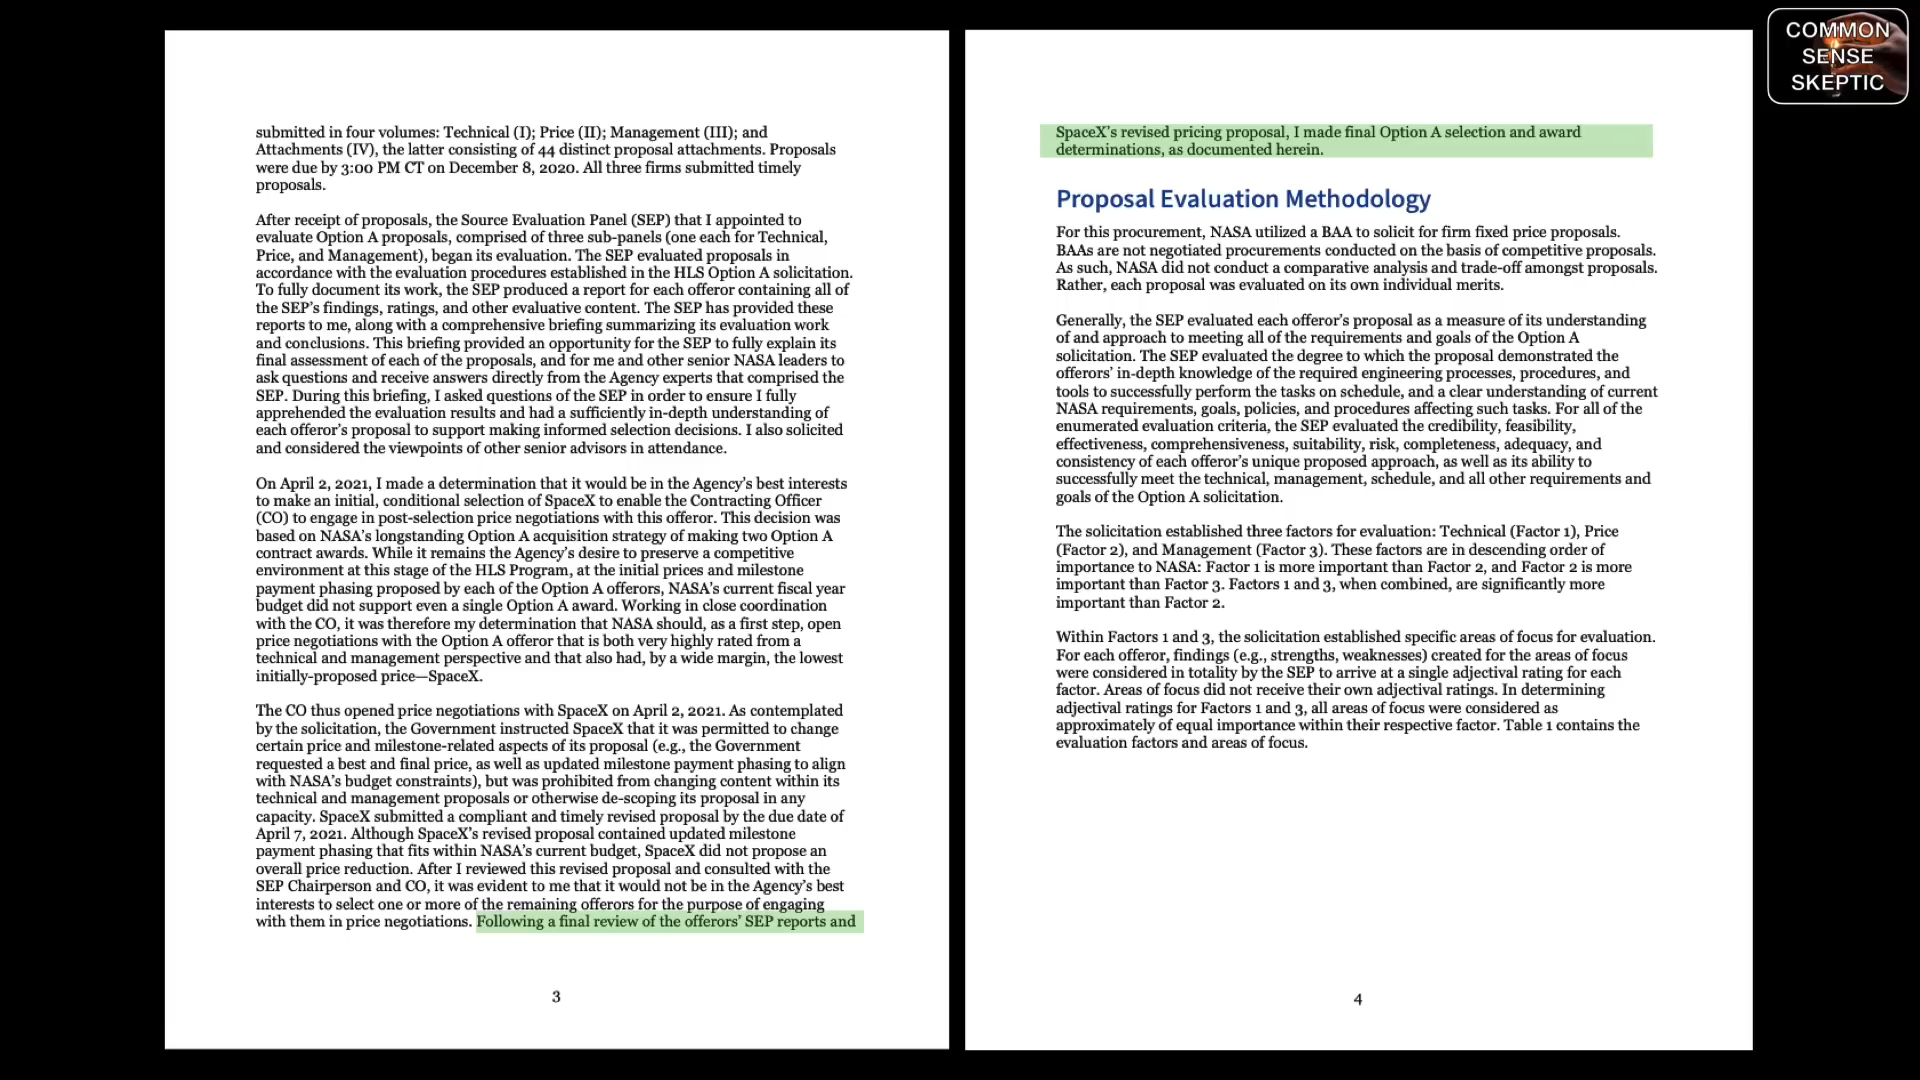 COMMON
SENSE
SKEPTIC
submitted in four volumes: Technical (I); Price (II); Management (III); and
Attachments (IV), the latter consisting of 44 distinct proposal attachments. Proposals
were due by 3:00 PM CT on December 8, 2020. All three firms submitted timely
proposals.
After receipt of proposals, the Source Evaluation Panel (SEP) that I appointed to
evaluate Option A proposals, comprised of three sub-panels (one each for Technical,
Price, and Management), began its evaluation. The SEP evaluated proposals in
accordance with the evaluation procedures established in the HLS Option A solicitation.
To fully document its work, the SEP produced a report for each offeror containing all of
the SEP's findings, ratings, and other evaluative content. The SEP has provided these
reports to me, along with a comprehensive briefing summarizing its evaluation work
and conclusions. This briefing provided an opportunity for the SEP to fully explain its
final assessment of each of the proposals, and for me and other senior NASA leaders to
ask questions and receive answers directly from the Agency experts that comprised the
SEP. During this briefing, I asked questions of the SEP in order to ensure I fully
apprehended the evaluation results and had a sufficiently in-depth understanding of
each offeror's proposal to support making informed selection decisions. I also solicited
and considered the viewpoints of other senior advisors in attendance.
On April 2, 2021, I made a determination that it would be in the Agency's best interests
to make an initial, conditional selection of SpaceX to enable the Contracting Officer
(CO) to engage in post-selection price negotiations with this offeror. This decision was
based on NASA's longstanding Option A acquisition strategy of making two Option A
contract awards. While it remains the Agency's desire to preserve a competitive
environment at this stage of the HLS Program, at the initial prices and milestone
payment phasing proposed by each of the Option A offerors, NASA's current fiscal year
budget did not support even a single Option A award. Working in close coordination
with the CO, it was therefore my determination that NASA should, as a first step, open
price negotiations with the Option A offeror that is both very highly rated from a
technical and management perspective and that also had, by a wide margin, the lowest
initially-proposed price—SpaceX.
The CO thus opened price negotiations with SpaceX on April 2, 2021. As contemplated
by the solicitation, the Government instructed SpaceX that it was permitted to change
certain price and milestone-related aspects of its proposal (e.g., the Government
requested a best and final price, as well as updated milestone payment phasing to align
with NASA's budget constraints), but was prohibited from changing content within its
technical and management proposals or otherwise de-scoping its proposal in any
capacity. SpaceX submitted a compliant and timely revised proposal by the due date of
April 7, 2021. Although SpaceX's revised proposal contained updated milestone
payment phasing that fits within NASA's current budget, SpaceX did not propose an
overall price reduction. After I reviewed this revised proposal and consulted with the
SEP Chairperson and CO, it was evident to me that it would not be in the Agency's best
interests to select one or more of the remaining offerors for the purpose of engaging
with them in price negotiations. Following a final review of the offerors' SEP reports and
3
SpaceX's revised pricing proposal, I made final Option A selection and award
determinations, as documented herein.
Proposal Evaluation Methodology
For this procurement, NASA utilized a BAA to solicit for firm fixed price proposals.
BAAs are not negotiated procurements conducted on the basis of competitive proposals.
As such, NASA did not conduct a comparative analysis and trade-off amongst proposals.
Rather, each proposal was evaluated on its own individual merits.
Generally, the SEP evaluated each offeror's proposal as a measure of its understanding
of and approach to meeting all of the requirements and goals of the Option A
solicitation. The SEP evaluated the degree to which the proposal demonstrated the
offerors' in-depth knowledge of the required engineering processes, procedures, and
tools to successfully perform the tasks on schedule, and a clear understanding of current
NASA requirements, goals, policies, and procedures affecting such tasks. For all of the
enumerated evaluation criteria, the SEP evaluated the credibility, feasibility,
effectiveness, comprehensiveness, suitability, risk, completeness, adequacy, and
consistency of each offeror's unique proposed approach, as well as its ability to
successfully meet the technical, management, schedule, and all other requirements and
goals of the Option A solicitation.
The solicitation established three factors for evaluation: Technical (Factor 1), Price
(Factor 2), and Management (Factor 3). These factors are in descending order of
importance to NASA: Factor 1 is more important than Factor 2, and Factor 2 is more
important than Factor 3. Factors 1 and 3, when combined, are significantly more
important than Factor 2.
Within Factors 1 and 3, the solicitation established specific areas of focus for evaluation.
For each offeror, findings (e.g., strengths, weaknesses) created for the areas of focus
were considered in totality by the SEP to arrive at a single adjectival rating for each
factor. Areas of focus did not receive their own adjectival ratings. In determining
adjectival ratings for Factors 1 and 3, all areas of focus were considered as
approximately of equal importance within their respective factor. Table 1 contains the
evaluation factors and areas of focus.
4